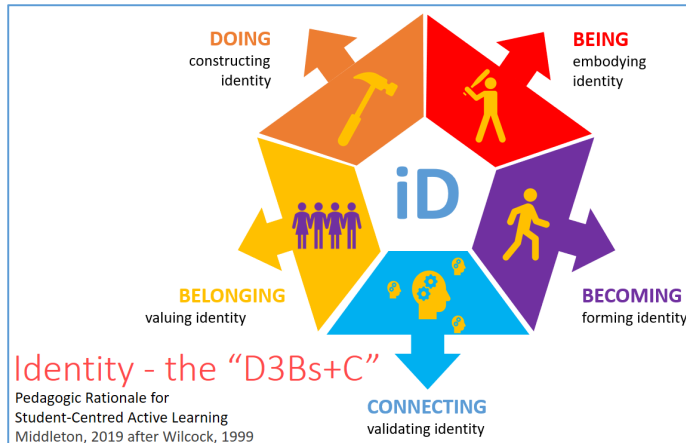 DOING
constructing
identity
BEING
embodying
identity
iD
BELONGING
valuing identity
BECOMING
forming identity
Identity - the “D3Bs+C”
Pedagogic Rationale for
Student-Centred Active Learning
Middleton, 2019 after Wilcock, 1999
CONNECTING
validating identity